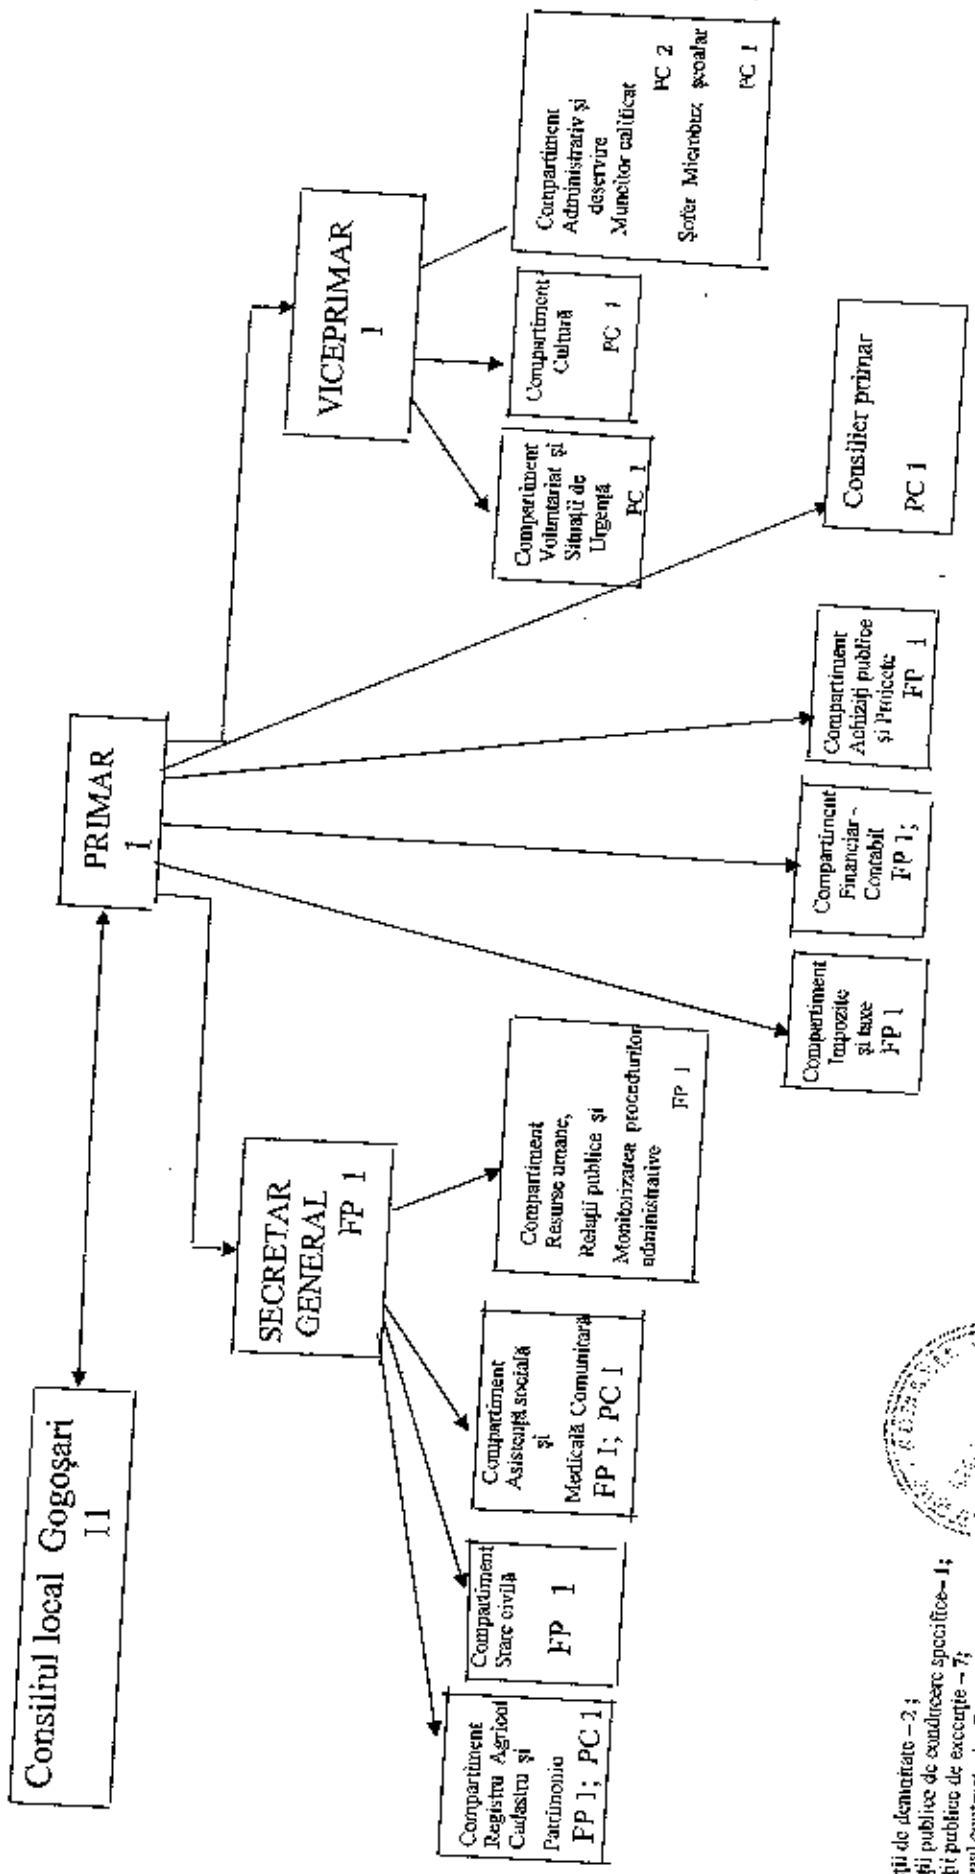 Consiliul local Gogoșari
11
PRIMAR
1
SECRETAR
GENERAL
FP 1
VICEPRIMAR
1
Compartiment
Registru Agricol
Cadastru și
Patrimoniu
FP 1; PC 1
Compartiment
Stare civilă
FP 1
Compartiment
Asistență socială
și
Medicală Comunitară
FP 1; PC 1
Compartiment
Resurse umane,
Relații publice și
Monitorizarea procedurilor
administrative
FP 1
Compartiment
Voluntariat și
Situații de
Urgență
PC 1
Compartiment
Cultură
PC 1
Compartiment
Administrativ și
deservire
Muncitor calificat
PC 2
Șofer Microbuz școalar
PC 1
Compartiment
Impozite
și taxe
FP 1
Compartiment
Financiar -
Contabil
FP 1;
Compartiment
Achiziți publice
și Proiecte
FP 1
Consilier primar
PC 1
de demnitate – 2;
publice de conducere specifice– 1;
publice de execuție – 7;